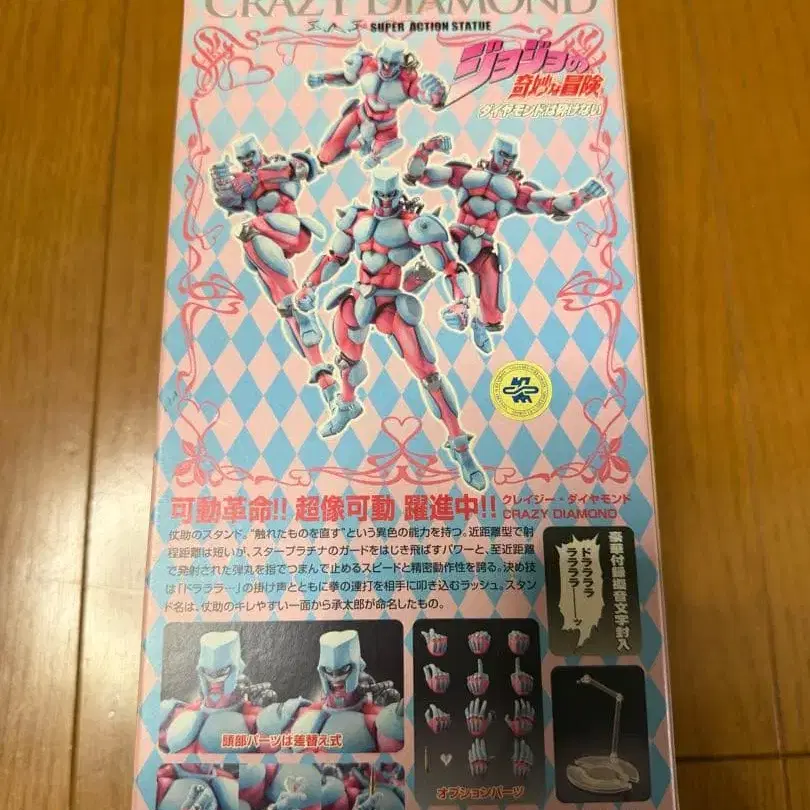 CRAZY DIAMOND
SUPER ACTION STATUE
ジョジョの
奇妙な冒険
ダイヤモンドは砕けない
可動革命!! 超像可動 躍進中!!
クレイジー・ダイヤモンド
CRAZY DIAMOND
仗助のスタンド。“触れたものを直す”という異色の能力を持つ。近距離型で射
程距離は短いが、スタープラチナのガードをはじき飛ばすパワーと、至近距離
で発射された弾丸を指でつまんで止めるスピードと精密動作性を誇る。決め技
は「ドラララ…」の掛け声とともに拳の連打を相手に叩き込むラッシュ。スタン
ド名は、仗助のキレやすい一面から承太郎が命名したもの。
ドララララ
ララララーーッ
頭部パーツは差替え式
オプションパーツ